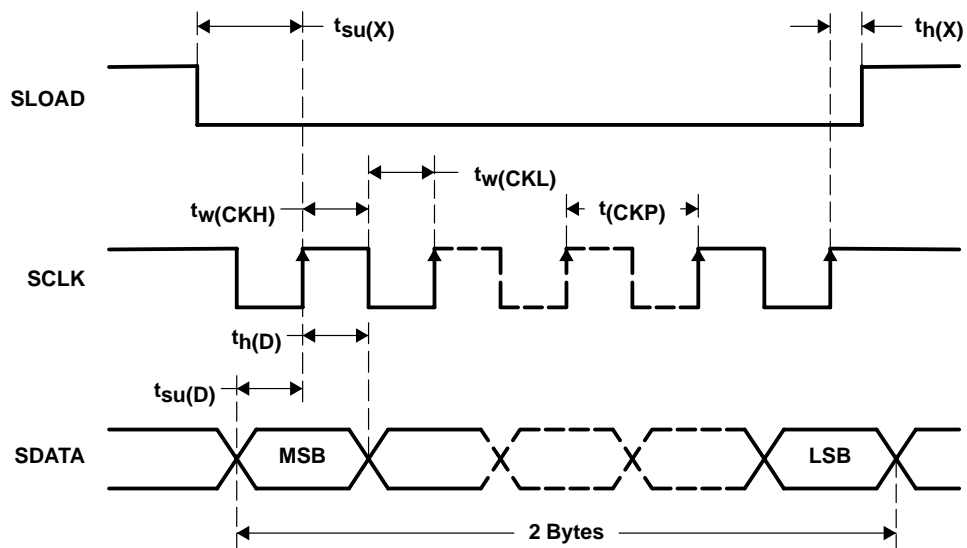 tsu(X)
th(X)
SLOAD
tw(CKL)
tw(CKH)
t(CKP)
SCLK
th(D)
tsu(D)
SDATA
MSB
LSB
2 Bytes